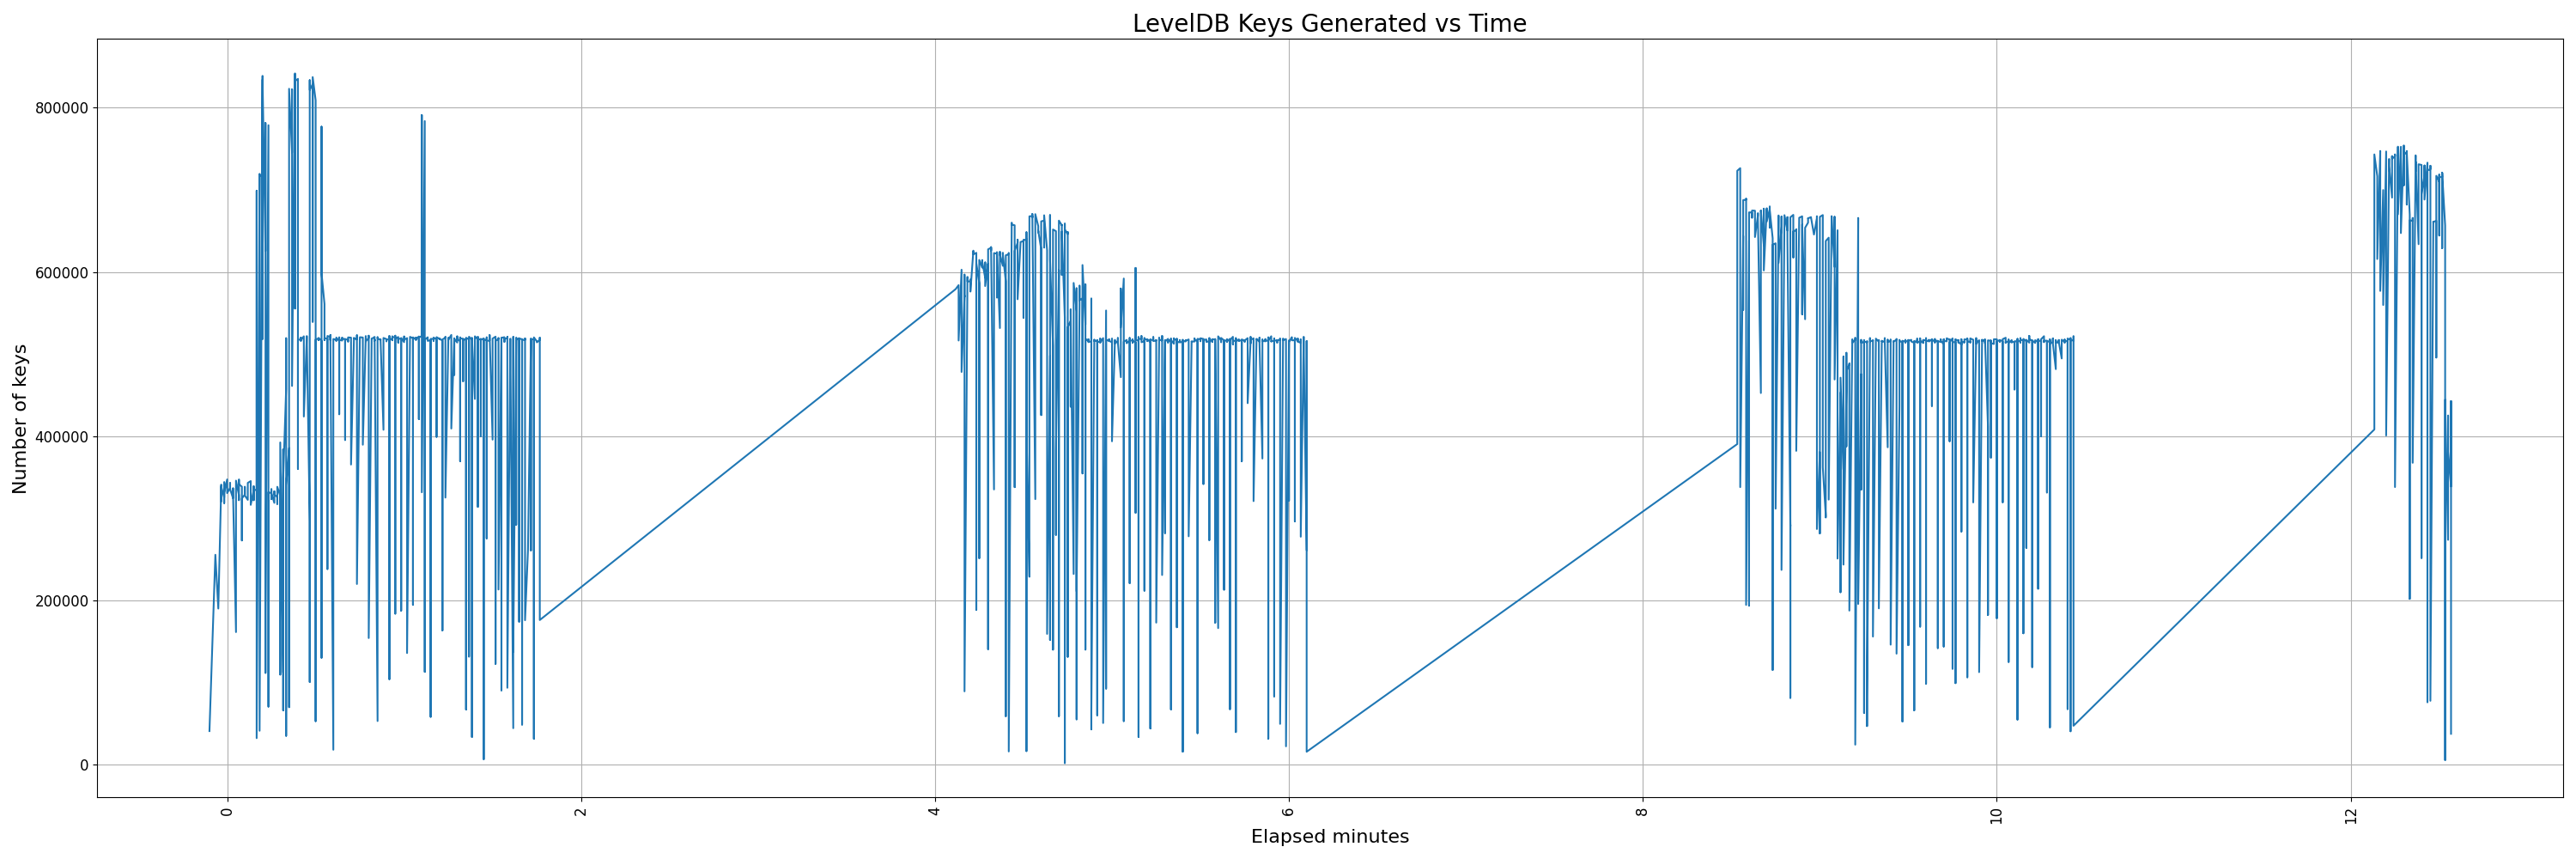 LevelDB Keys Generated vs Time
Number of keys
800000
600000
400000
200000
0
0 2 4 6 8 10 12
Elapsed minutes